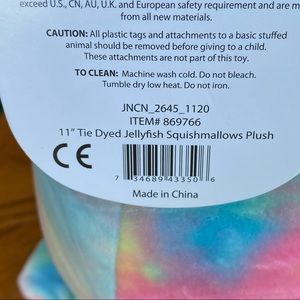 exceed U.S., CN, AU, U.K. and European safety requirement and are m
from all new materials.
CAUTION: All plastic tags and attachments to a basic stuffed
animal should be removed before giving to a child.
These attachments are not part of this toy.
TO CLEAN: Machine wash cold. Do not bleach.
Tumble dry low heat. Do not iron.
JNCN_2645_1120
ITEM# 869766
11” Tie Dyed Jellyfish Squishmallows Plush
CE
7 34689 43350 6
Made in China